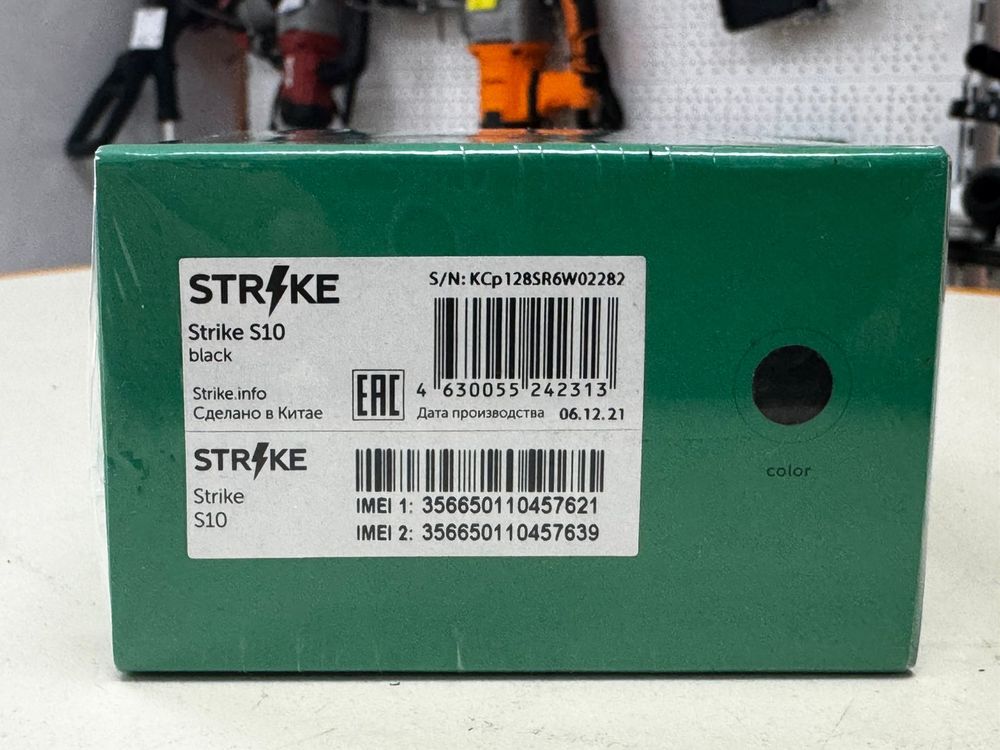 STRIKE
S/N: KCp128SR6W02282
Strike S10
black
Strike.info
Сделано в Китае
EAC
4 630055 242313
Дата производства 06.12.21
STRIKE
Strike
S10
IMEI 1: 356650110457621
IMEI 2: 356650110457639
color